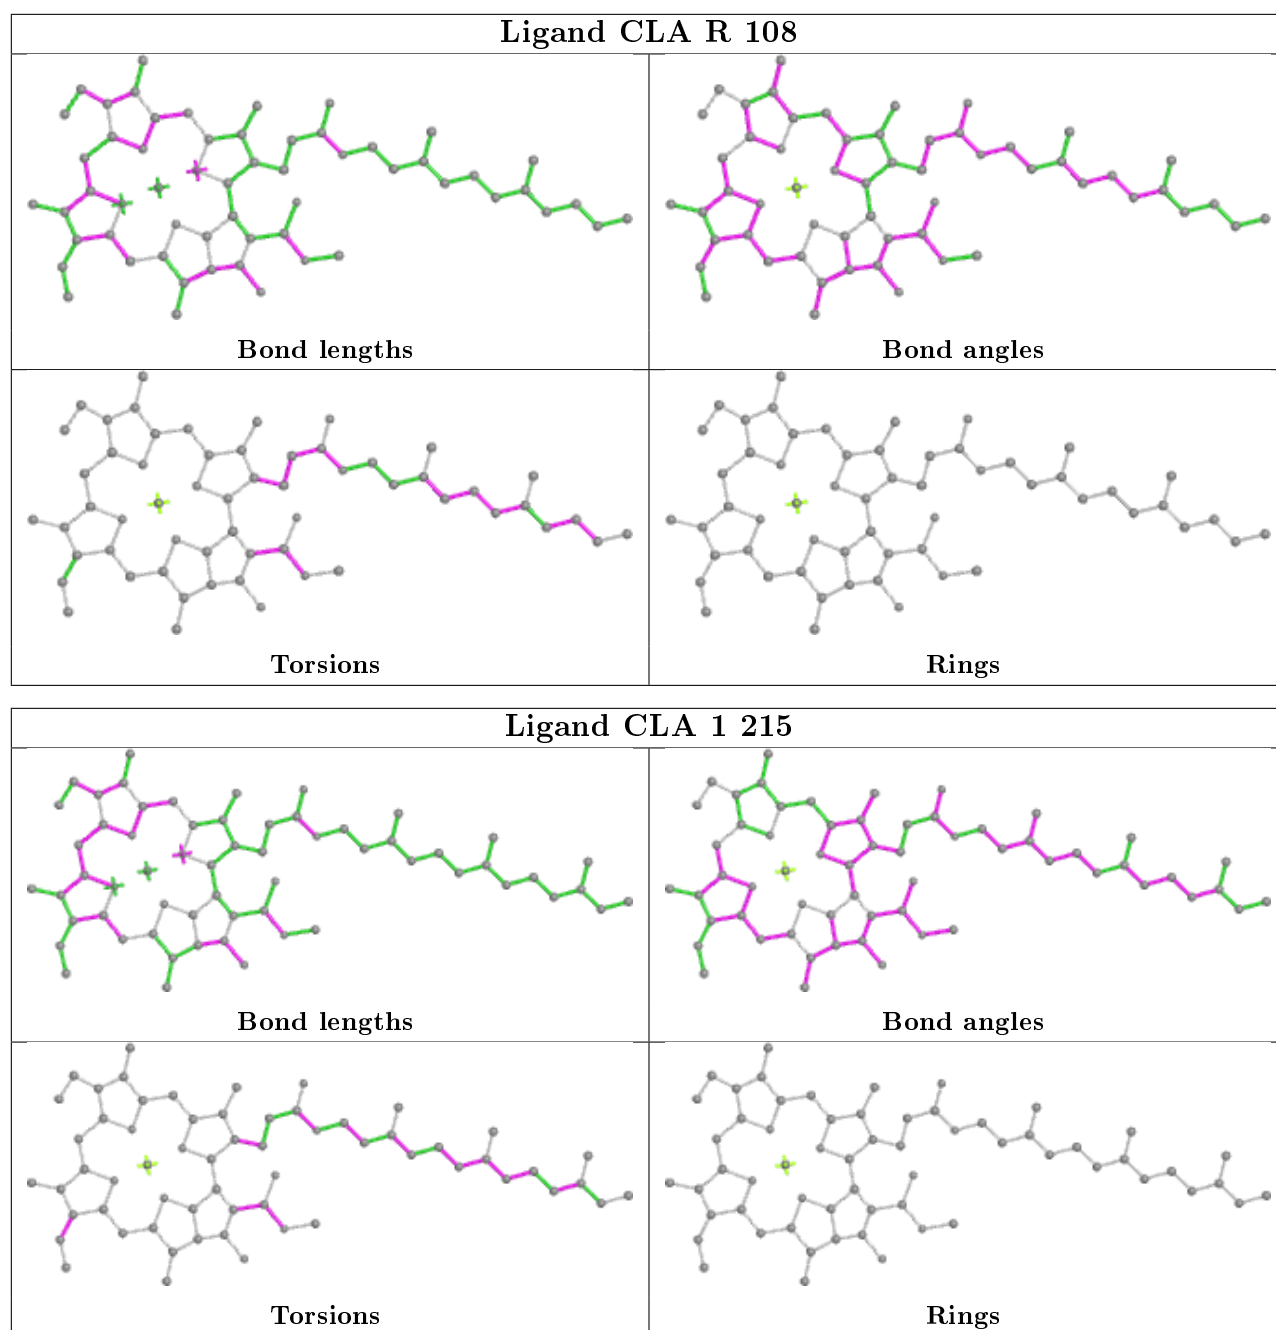 Ligand CLA R 108
Bond lengths
Bond angles
Torsions
Rings
Ligand CLA 1 215
Bond lengths
Bond angles
Torsions
Rings